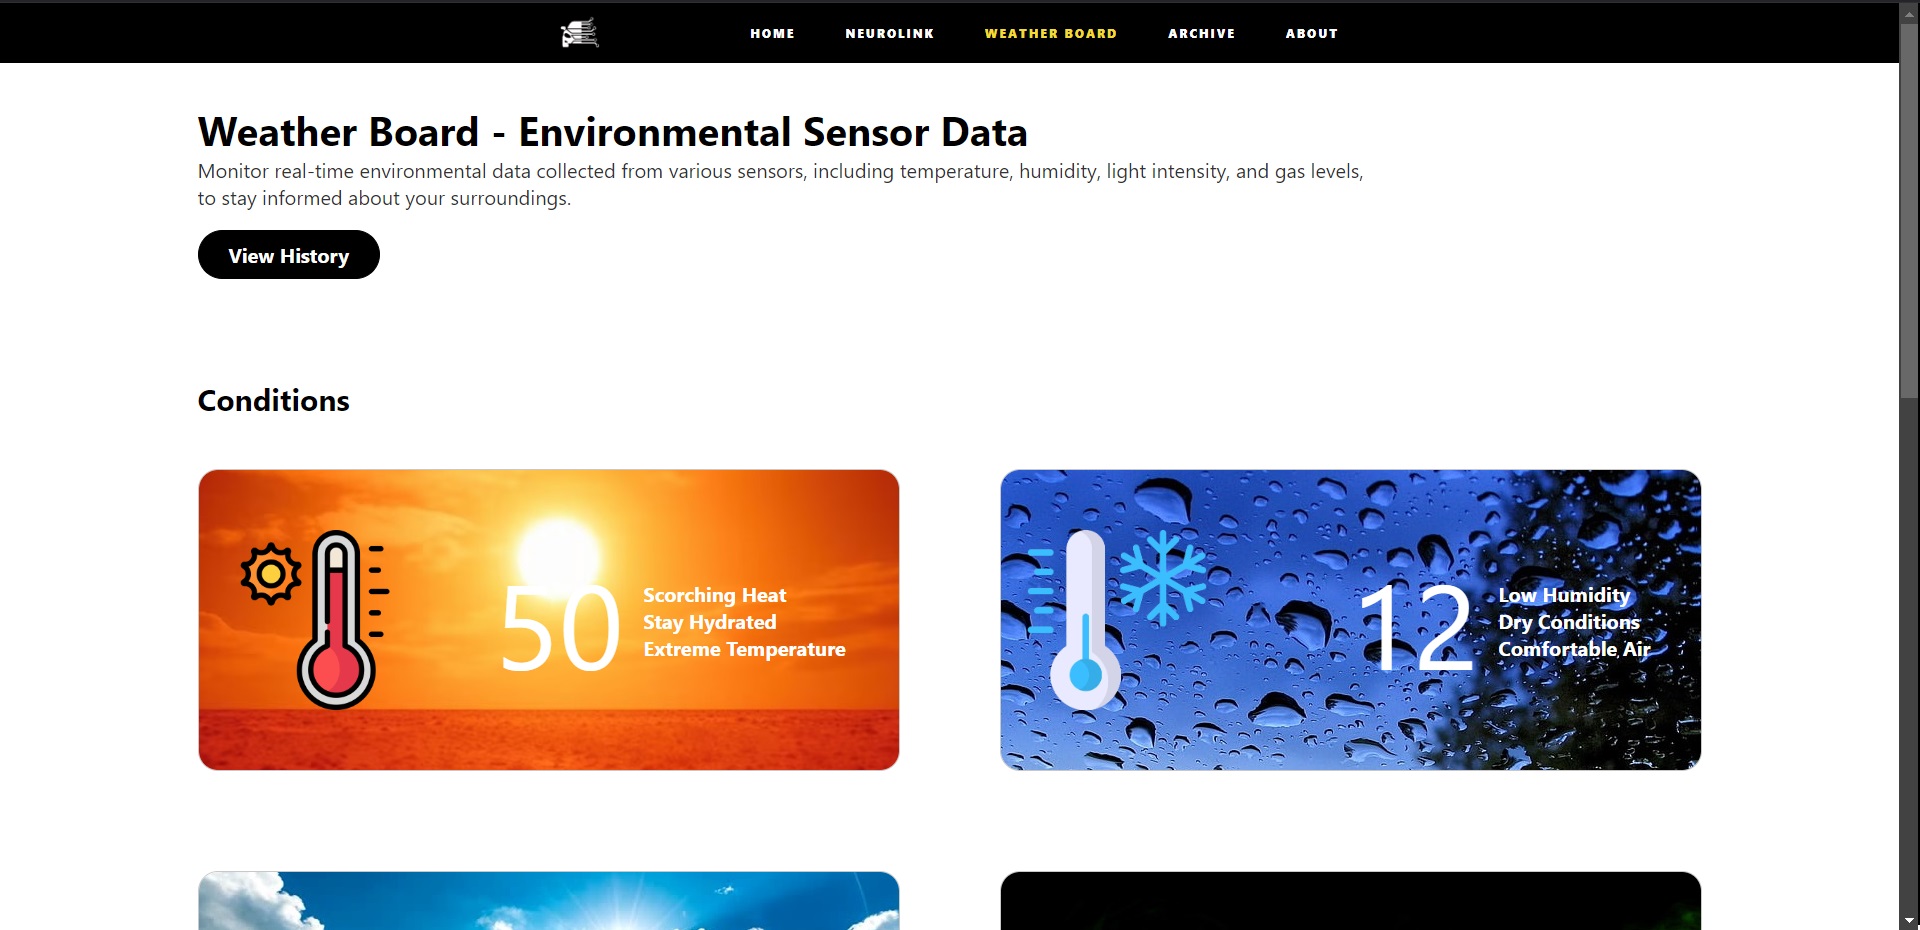 HOME NEUROLINK WEATHER BOARD ARCHIVE ABOUT
Weather Board - Environmental Sensor Data
Monitor real-time environmental data collected from various sensors, including temperature, humidity, light intensity, and gas levels,
to stay informed about your surroundings.
View History
Conditions
50
Scorching Heat
Stay Hydrated
Extreme Temperature
12
Low Humidity
Dry Conditions
Comfortable Air